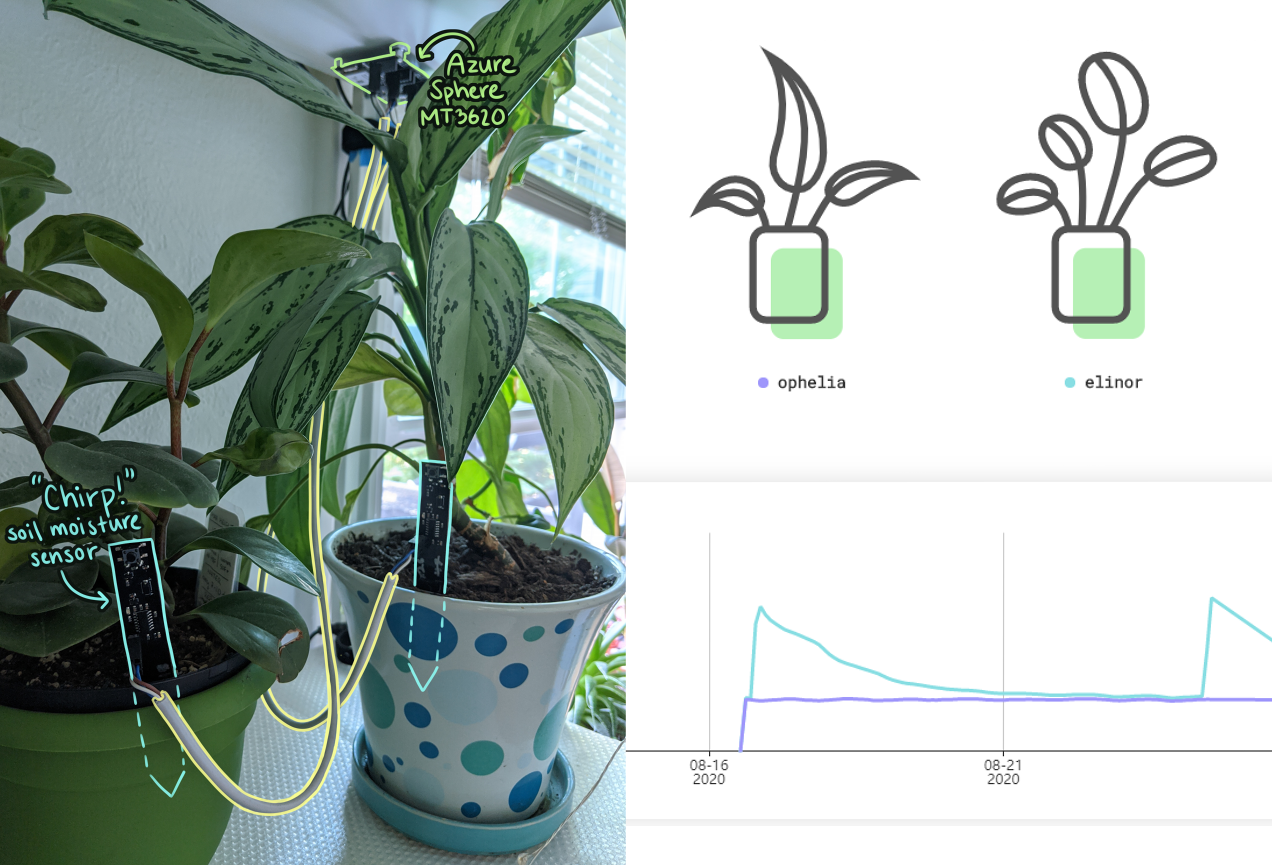 Azure
Sphere
MT3620
"Chirp!"
soil moisture
sensor
ophelia
elinor
08-16
2020
08-21
2020